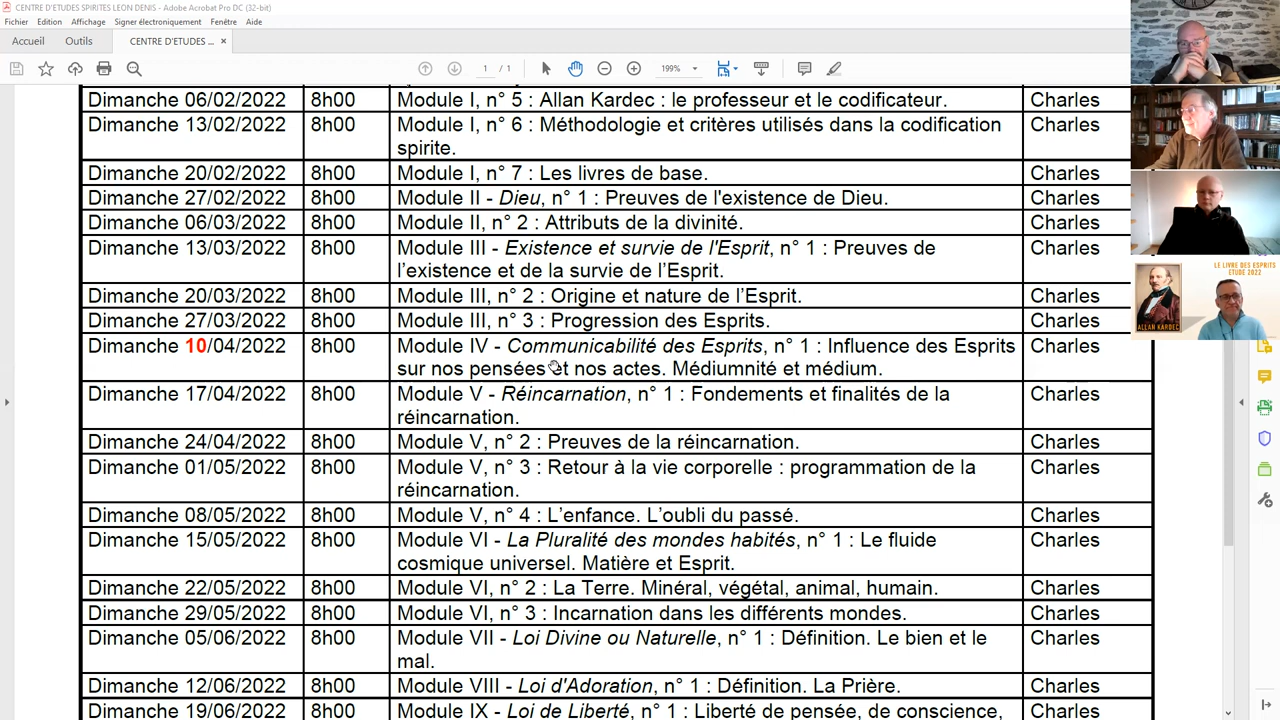 CENTRE D'ETUDES SPIRITES LEON DENIS - Adobe Acrobat Pro DC (32-bit)
Fichier Edition Affichage Signer électroniquement Fenêtre Aide
Accueil Outils CENTRE D'ETUDES ... ×
1 / 1 199%
Dimanche 06/02/2022 8h00 Module I, n° 5 : Allan Kardec : le professeur et le codificateur. Charles
Dimanche 13/02/2022 8h00 Module I, n° 6 : Méthodologie et critères utilisés dans la codification Charles
spirite.
Dimanche 20/02/2022 8h00 Module I, n° 7 : Les livres de base. Charles
Dimanche 27/02/2022 8h00 Module II - Dieu, n° 1 : Preuves de l'existence de Dieu. Charles
Dimanche 06/03/2022 8h00 Module II, n° 2 : Attributs de la divinité. Charles
Dimanche 13/03/2022 8h00 Module III - Existence et survie de l'Esprit, n° 1 : Preuves de Charles
l’existence et de la survie de l’Esprit.
Dimanche 20/03/2022 8h00 Module III, n° 2 : Origine et nature de l’Esprit. Charles
Dimanche 27/03/2022 8h00 Module III, n° 3 : Progression des Esprits. Charles
Dimanche 10/04/2022 8h00 Module IV - Communicabilité des Esprits, n° 1 : Influence des Esprits Charles
sur nos pensées et nos actes. Médiumnité et médium.
Dimanche 17/04/2022 8h00 Module V - Réincarnation, n° 1 : Fondements et finalités de la Charles
réincarnation.
Dimanche 24/04/2022 8h00 Module V, n° 2 : Preuves de la réincarnation. Charles
Dimanche 01/05/2022 8h00 Module V, n° 3 : Retour à la vie corporelle : programmation de la Charles
réincarnation.
Dimanche 08/05/2022 8h00 Module V, n° 4 : L’enfance. L’oubli du passé. Charles
Dimanche 15/05/2022 8h00 Module VI - La Pluralité des mondes habités, n° 1 : Le fluide Charles
cosmique universel. Matière et Esprit.
Dimanche 22/05/2022 8h00 Module VI, n° 2 : La Terre. Minéral, végétal, animal, humain. Charles
Dimanche 29/05/2022 8h00 Module VI, n° 3 : Incarnation dans les différents mondes. Charles
Dimanche 05/06/2022 8h00 Module VII - Loi Divine ou Naturelle, n° 1 : Définition. Le bien et le Charles
mal.
Dimanche 12/06/2022 8h00 Module VIII - Loi d'Adoration, n° 1 : Définition. La Prière. Charles
Dimanche 19/06/2022 8h00 Module IX - Loi de Liberté, n° 1 : Liberté de pensée, de conscience, Charles
LE LIVRE DES ESPRITS
ETUDE 2022
ALLAN KARDEC